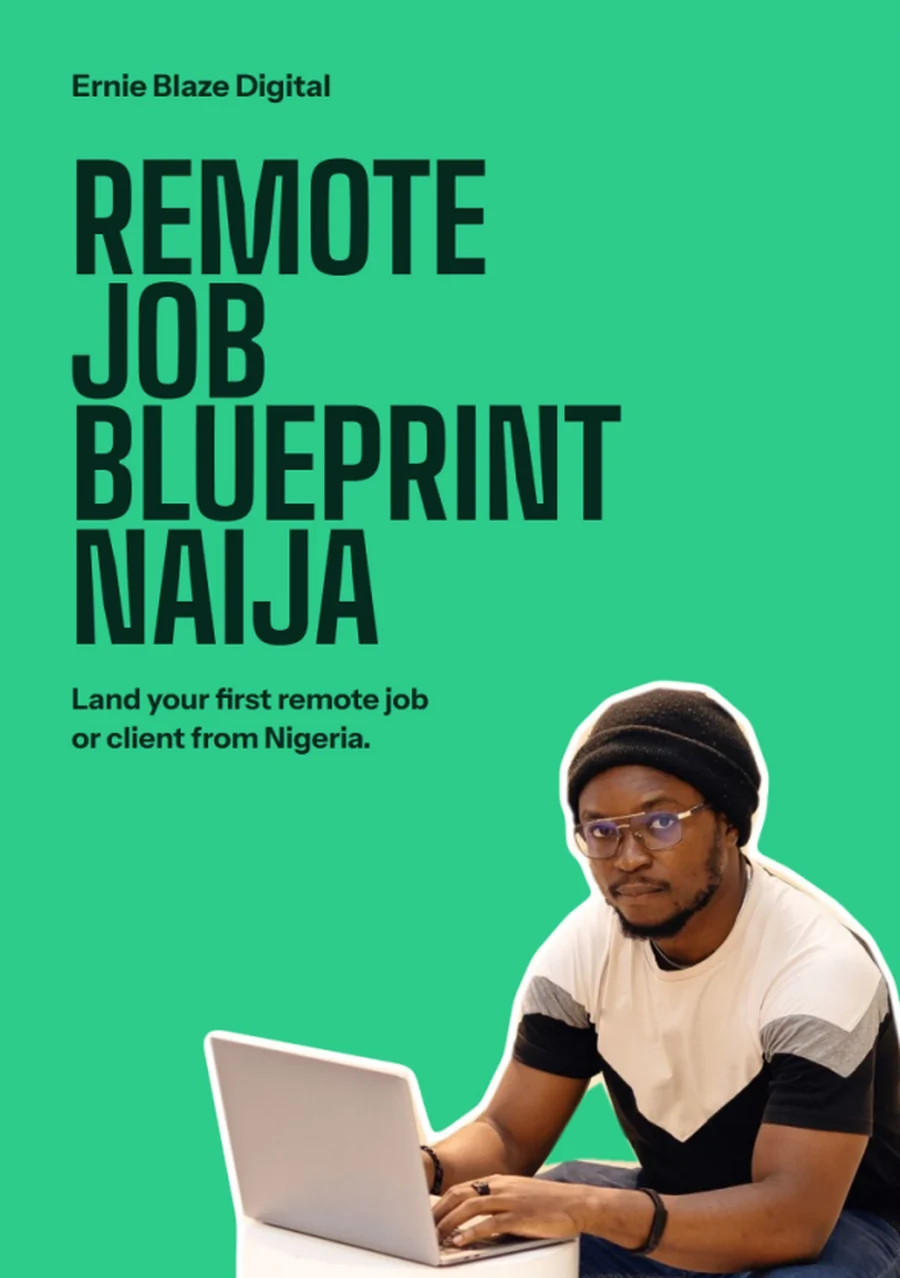 Ernie Blaze Digital
REMOTE
JOB
BLUEPRINT
NAIJA
Land your first remote job
or client from Nigeria.